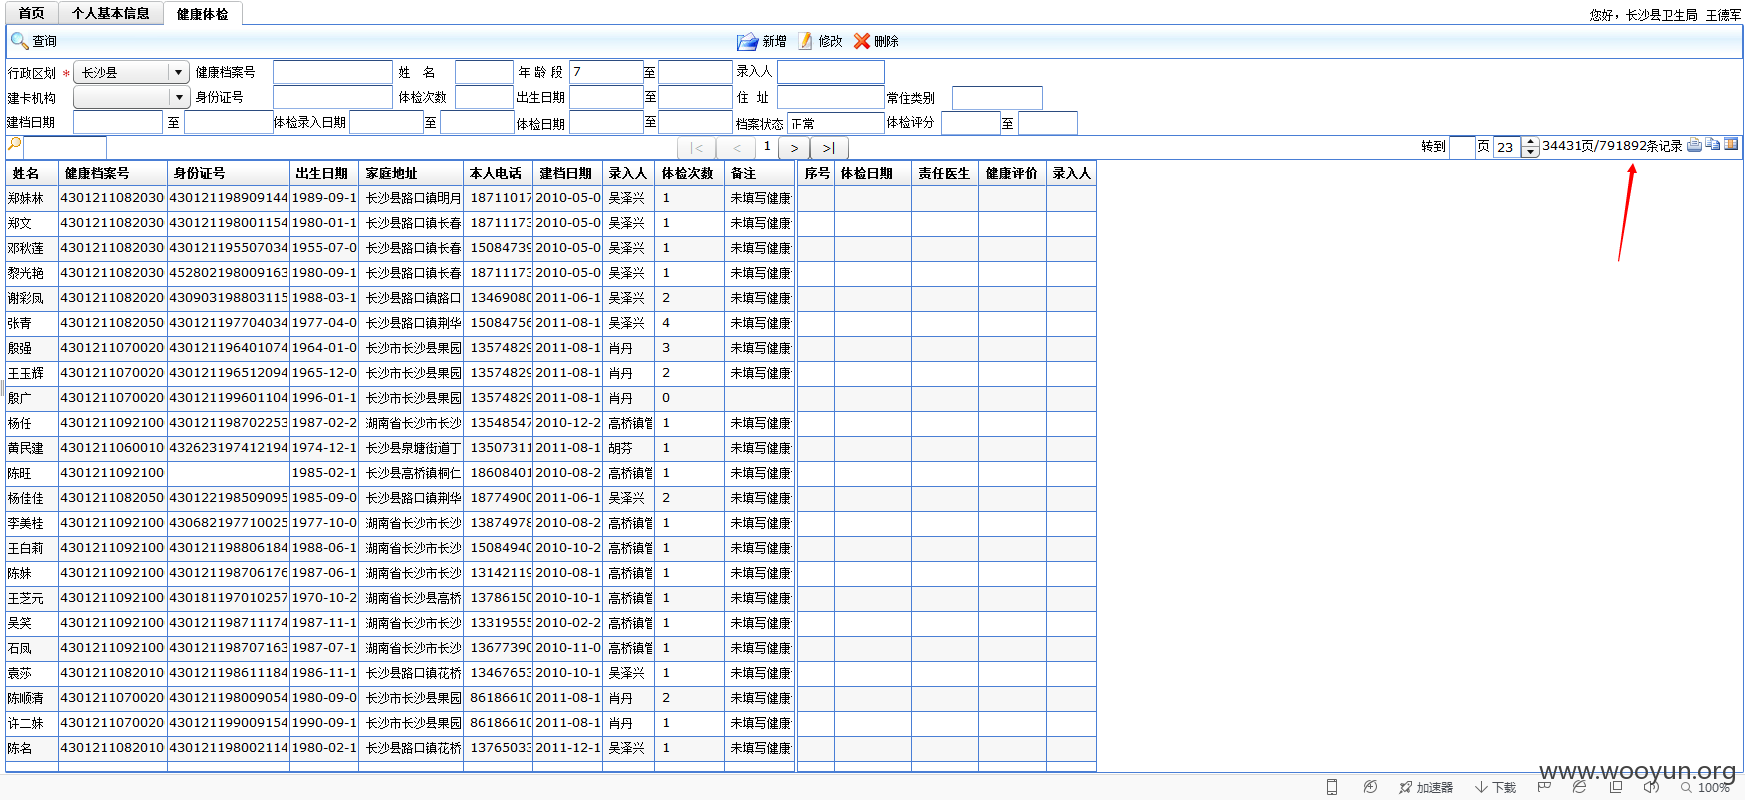 首页 个人基本信息 健康体检 您好，长沙县卫生局 王德军
查询 新增 修改 删除
行政区划 * 长沙县 健康档案号 姓 名 年 龄 段 7 至 录入人
建卡机构 身份证号 体检次数 出生日期 至 住 址 常住类别
建档日期 至 体检录入日期 至 体检日期 至 档案状态 正常 体检评分 至
|< < 1 > >| 转到 页 23 34431页/791892条记录
姓名 健康档案号 身份证号 出生日期 家庭地址 本人电话 建档日期 录入人 体检次数 备注 序号 体检日期 责任医生 健康评价 录入人
郑妹林 4301211082030 430121198909144 1989-09-1 长沙县路口镇明月 18711017 2010-05-0 吴泽兴 1 未填写健康
郑文 4301211082030 430121198001154 1980-01-1 长沙县路口镇长春 18711173 2010-05-0 吴泽兴 1 未填写健康
邓秋莲 4301211082030 430121195507034 1955-07-0 长沙县路口镇长春 15084739 2010-05-0 吴泽兴 1 未填写健康
黎光艳 4301211082030 452802198009163 1980-09-1 长沙县路口镇长春 18711173 2010-05-0 吴泽兴 1 未填写健康
谢彩凤 4301211082020 430903198803115 1988-03-1 长沙县路口镇路口 13469080 2011-06-1 吴泽兴 2 未填写健康
张青 4301211082050 430121197704034 1977-04-0 长沙县路口镇荆华 15084756 2011-08-1 吴泽兴 4 未填写健康
殷强 4301211070020 430121196401074 1964-01-0 长沙市长沙县果园 13574829 2011-08-1 肖丹 3 未填写健康
王玉辉 4301211070020 430121196512094 1965-12-0 长沙市长沙县果园 13574829 2011-08-1 肖丹 2 未填写健康
殷广 4301211070020 430121199601104 1996-01-1 长沙市长沙县果园 13574829 2011-08-1 肖丹 0
杨任 4301211092100 430121198702253 1987-02-2 湖南省长沙市长沙 13548547 2010-12-2 高桥镇管 1 未填写健康
黄民建 4301211060010 432623197412194 1974-12-1 长沙县泉塘街道丁 13507311 2011-08-1 胡芬 1 未填写健康
陈旺 4301211092100 1985-02-1 长沙县高桥镇桐仁 18608401 2010-08-2 高桥镇管 1 未填写健康
杨佳佳 4301211082050 430122198509095 1985-09-0 长沙县路口镇荆华 18774900 2011-06-1 吴泽兴 2 未填写健康
李美桂 4301211092100 430682197710025 1977-10-0 湖南省长沙市长沙 13874978 2010-08-2 高桥镇管 1 未填写健康
王白莉 4301211092100 430121198806184 1988-06-1 湖南省长沙市长沙 15084940 2010-10-2 高桥镇管 1 未填写健康
陈妹 4301211092100 430121198706176 1987-06-1 湖南省长沙市长沙 13142119 2010-08-1 高桥镇管 1 未填写健康
王芝元 4301211092100 430181197010257 1970-10-2 湖南省长沙县高桥 13786150 2010-10-1 高桥镇管 1 未填写健康
吴笑 4301211092100 430121198711174 1987-11-1 湖南省长沙市长沙 13319555 2010-02-2 高桥镇管 1 未填写健康
石凤 4301211092100 430121198707163 1987-07-1 湖南省长沙市长沙 13677390 2010-11-0 高桥镇管 1 未填写健康
袁莎 4301211082010 430121198611184 1986-11-1 长沙县路口镇花桥 13467653 2010-10-1 吴泽兴 1 未填写健康
陈顺清 4301211070020 430121198009054 1980-09-0 长沙市长沙县果园 86186610 2011-08-1 肖丹 2 未填写健康
许二妹 4301211070020 430121199009154 1990-09-1 长沙市长沙县果园 86186610 2011-08-1 肖丹 1 未填写健康
陈名 4301211082010 430121198002114 1980-02-1 长沙县路口镇花桥 13765033 2011-12-1 吴泽兴 1 未填写健康
www.wooyun.org
加速器 下载 100%